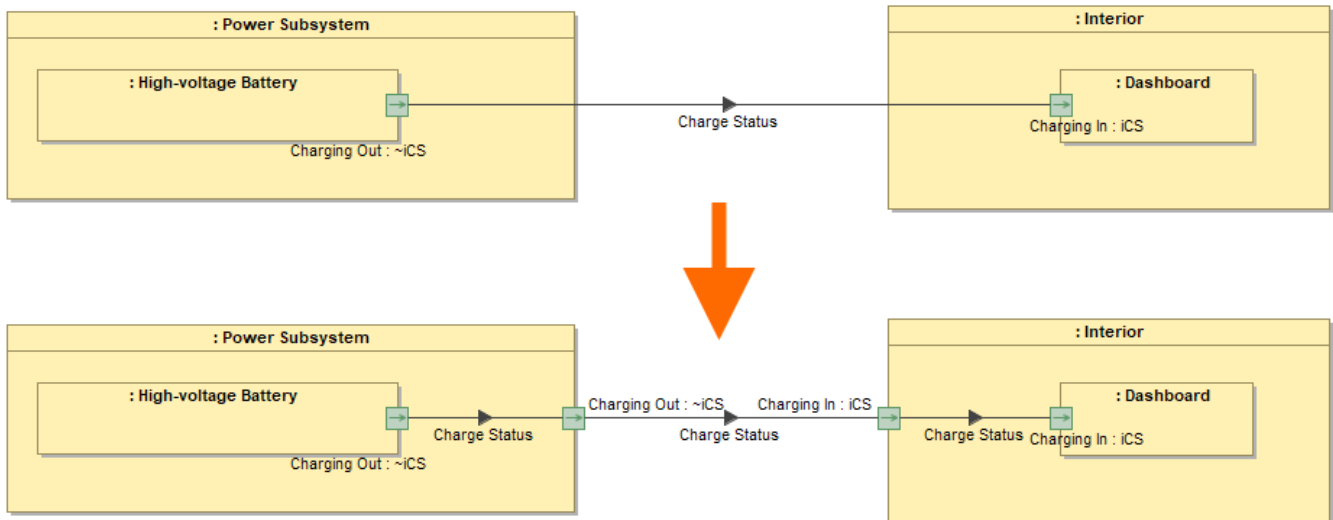 : Power Subsystem
: Interior
: High-voltage Battery
: Dashboard
Charge Status
Charging In : iCS
Charging Out : ~iCS
: Power Subsystem
: Interior
: High-voltage Battery
: Dashboard
Charging Out : ~iCS
Charging In : iCS
Charge Status
Charge Status
Charge Status
Charging In : iCS
Charging Out : ~iCS